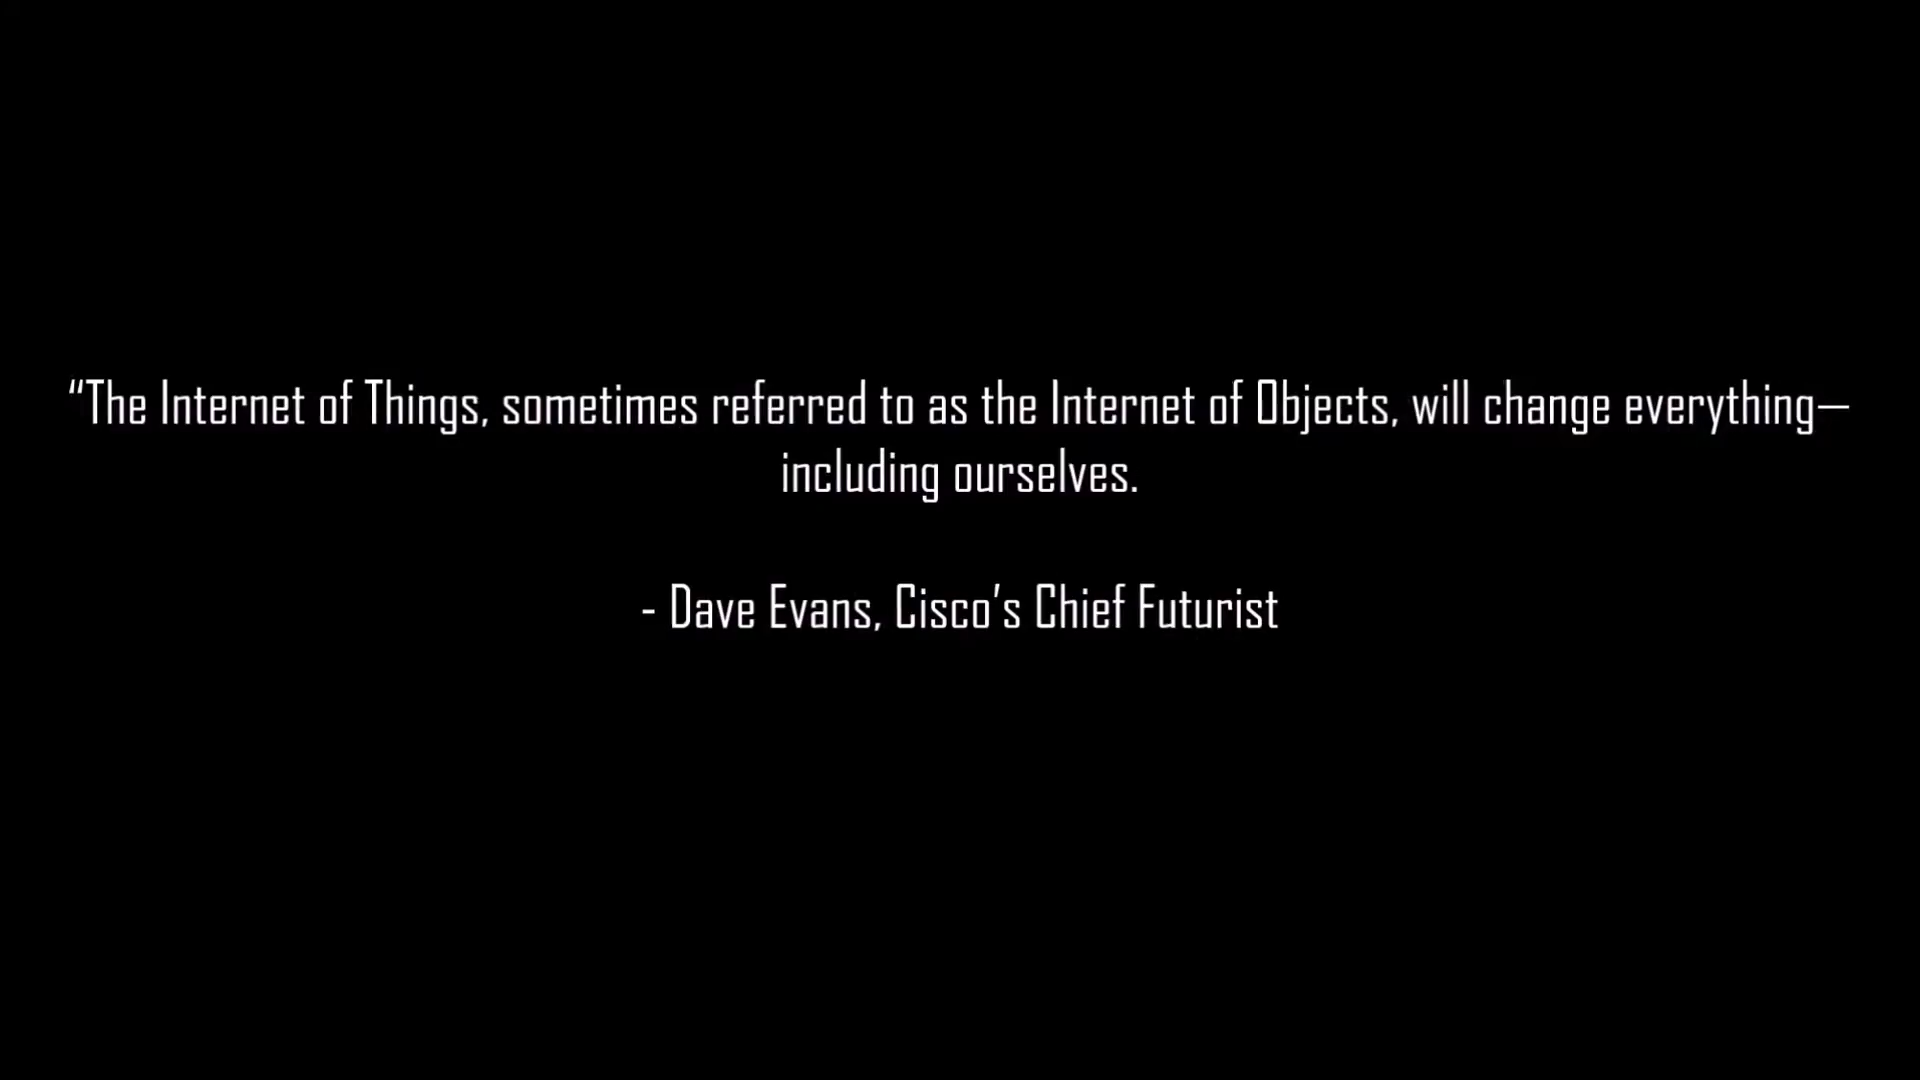 “The Internet of Things, sometimes referred to as the Internet of Objects, will change everything—
including ourselves.
- Dave Evans, Cisco’s Chief Futurist